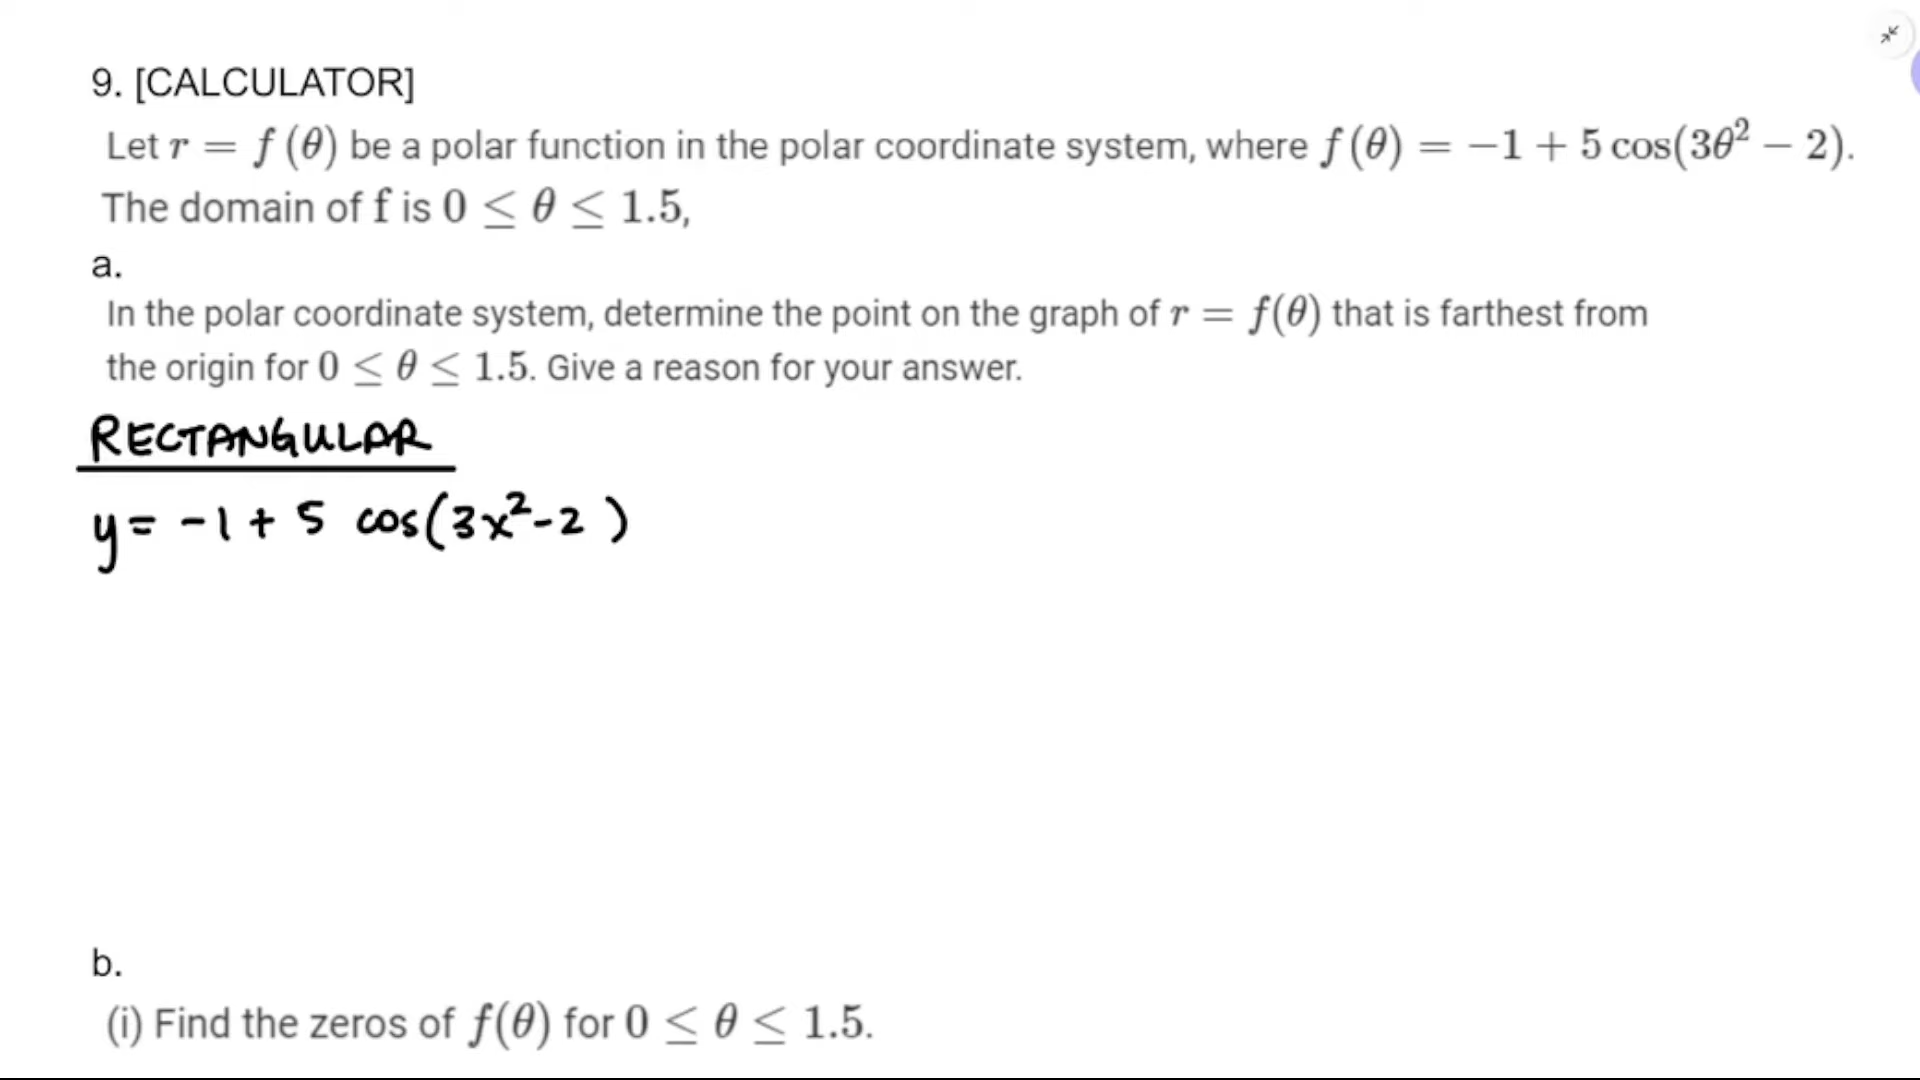 9. [CALCULATOR]
Let r = f (θ) be a polar function in the polar coordinate system, where f (θ) = −1 + 5 cos(3θ² − 2).
The domain of f is 0 ≤ θ ≤ 1.5,
a.
In the polar coordinate system, determine the point on the graph of r = f(θ) that is farthest from
the origin for 0 ≤ θ ≤ 1.5. Give a reason for your answer.
RECTANGULAR
y = -1 + 5 cos(3x²-2 )
b.
(i) Find the zeros of f(θ) for 0 ≤ θ ≤ 1.5.